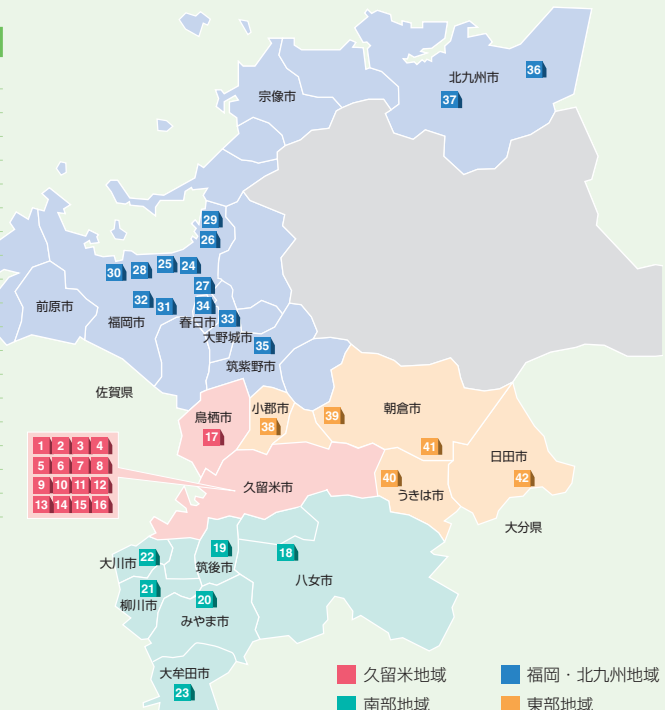 北九州市
36
37
宗像市
29
26
30
28
25
24
27
32
31
34
33
前原市
福岡市
春日市
大野城市
35
筑紫野市
佐賀県
鳥栖市
17
小郡市
38
39
朝倉市
41
40
うきは市
日田市
42
大分県
1 2 3 4
5 6 7 8
9 10 11 12
13 14 15 16
久留米市
大川市
22
19
筑後市
18
八女市
21
柳川市
20
みやま市
大牟田市
23
久留米地域
福岡・北九州地域
南部地域
東部地域